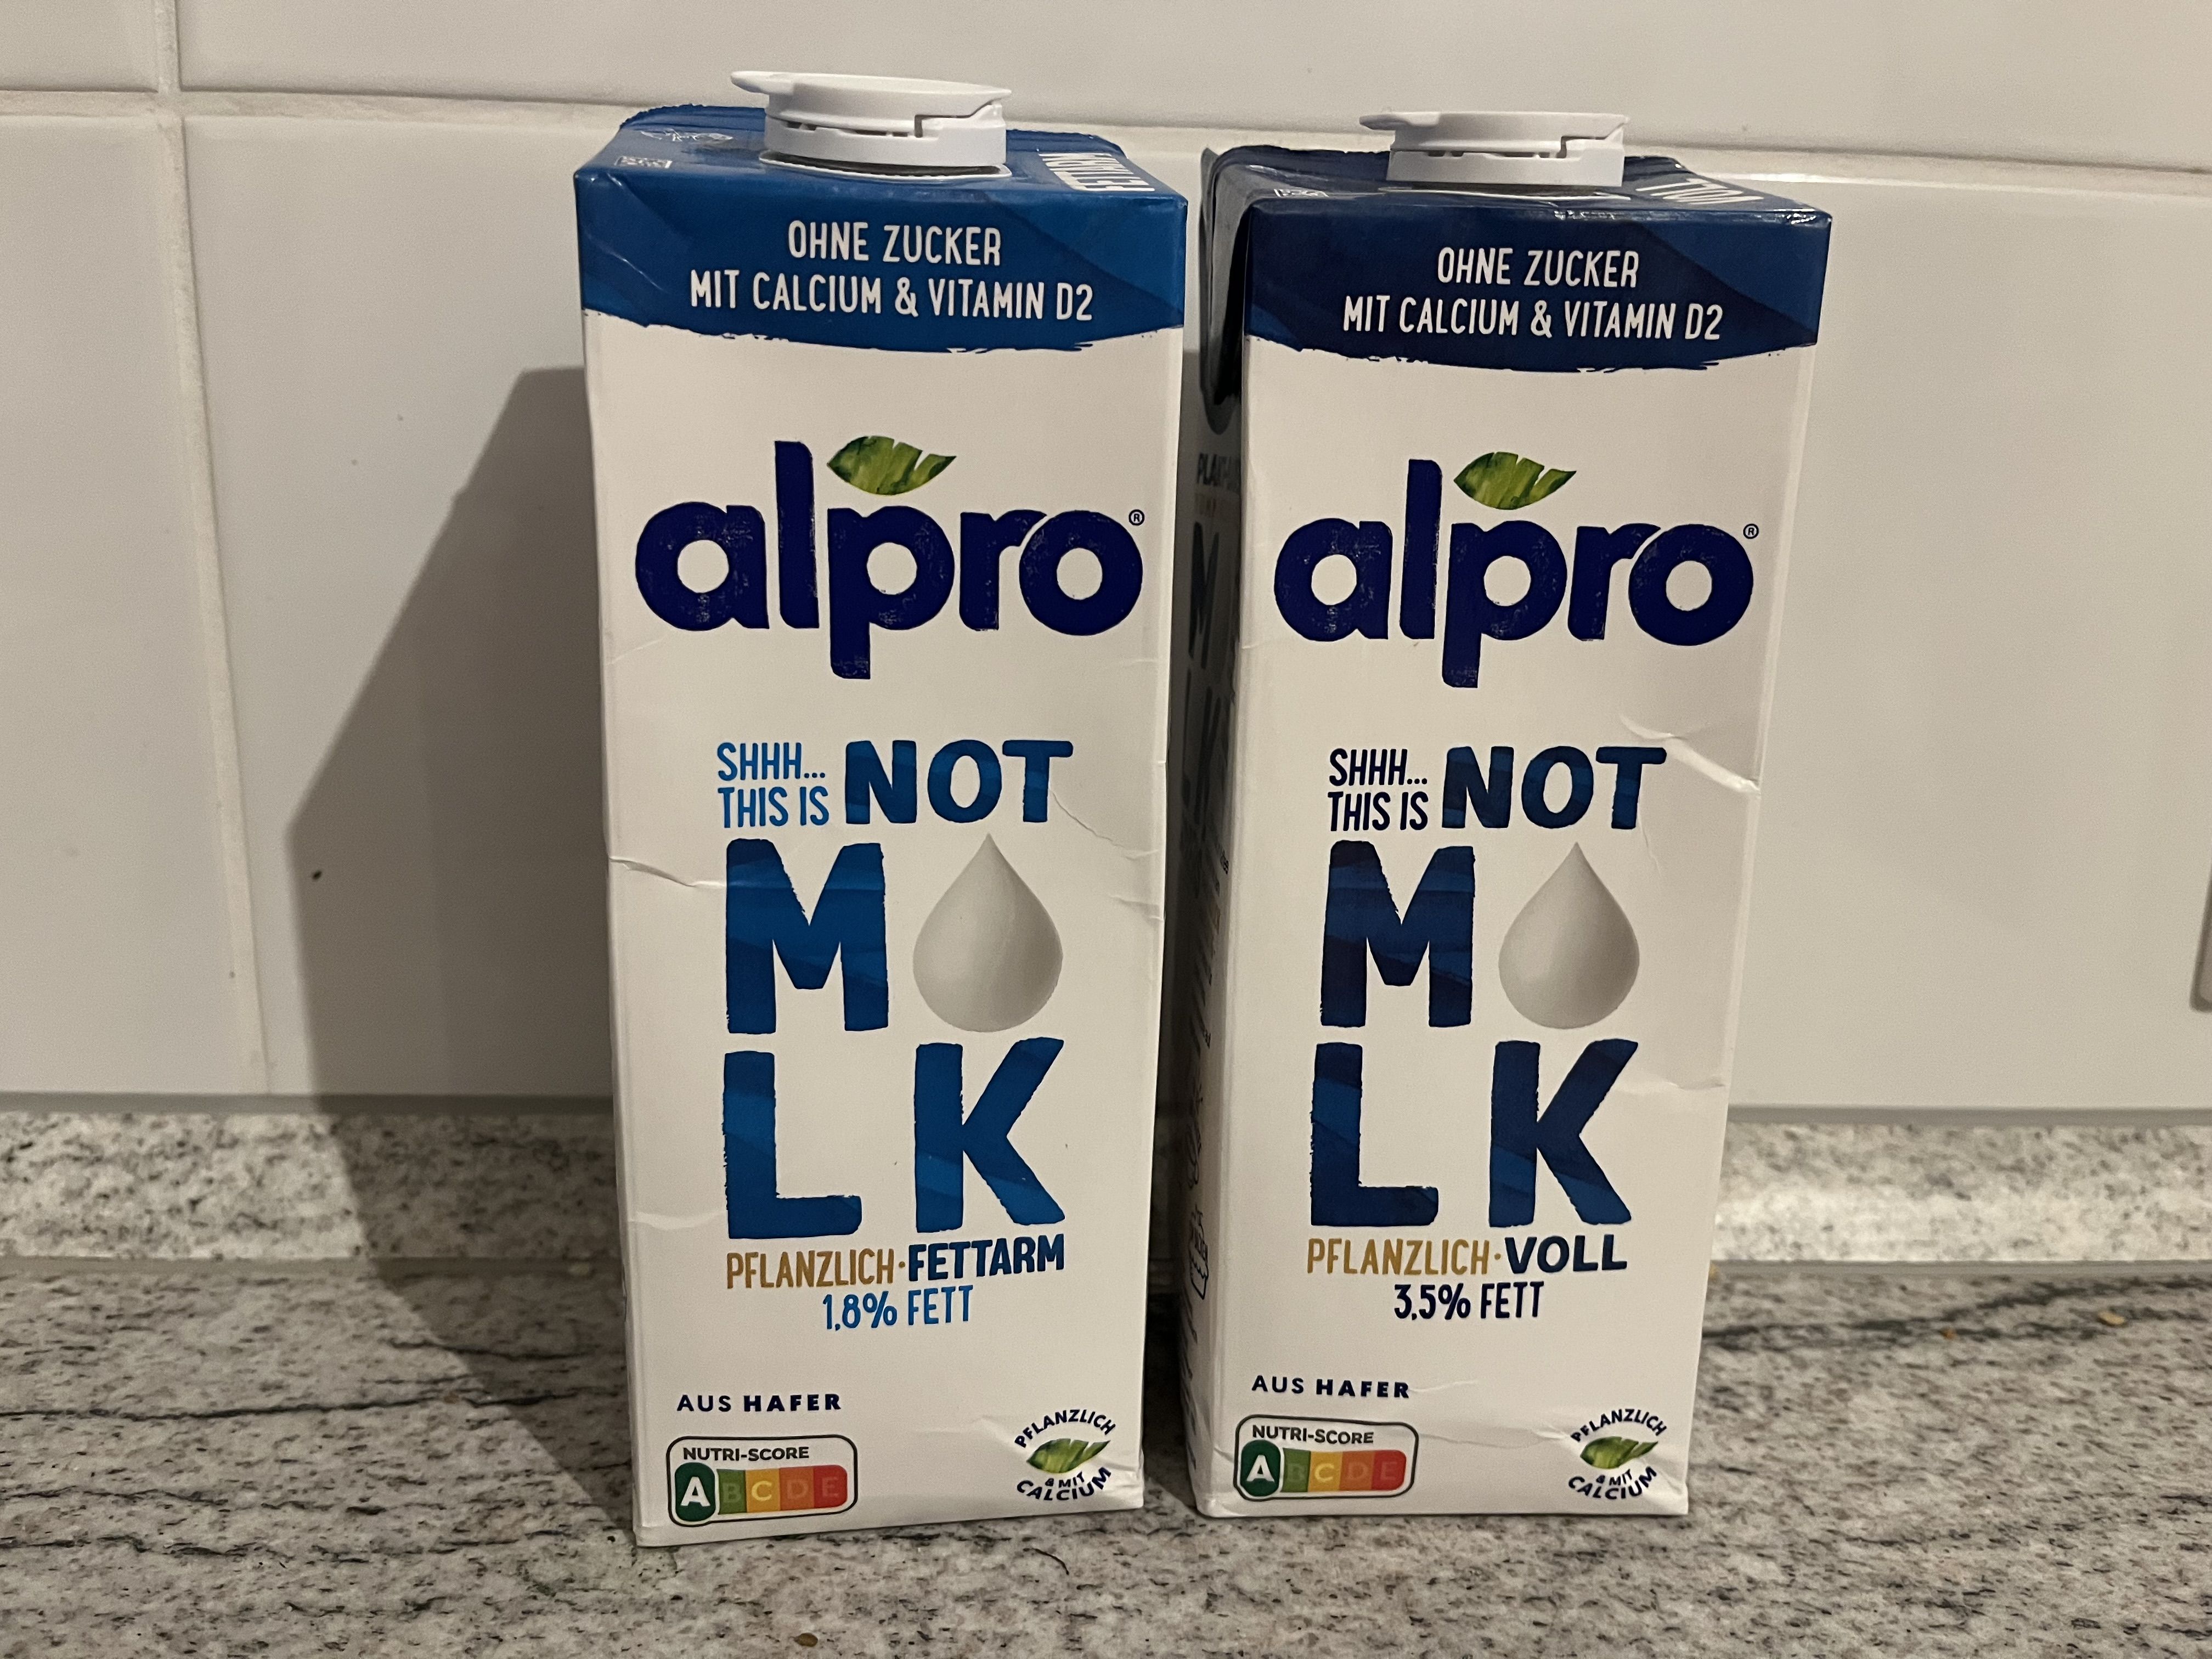 FETTARM
OHNE ZUCKER
MIT CALCIUM & VITAMIN D2
alpro®
SHHH...
THIS IS NOT
M LK
PFLANZLICH·FETTARM
1,8% FETT
AUS HAFER
NUTRI-SCORE
A B C D E
PFLANZLICH
& MIT
CALCIUM
VOLL
OHNE ZUCKER
MIT CALCIUM & VITAMIN D2
alpro®
SHHH...
THIS IS NOT
M LK
PFLANZLICH·VOLL
3,5% FETT
AUS HAFER
NUTRI-SCORE
A B C D E
PFLANZLICH
& MIT
CALCIUM